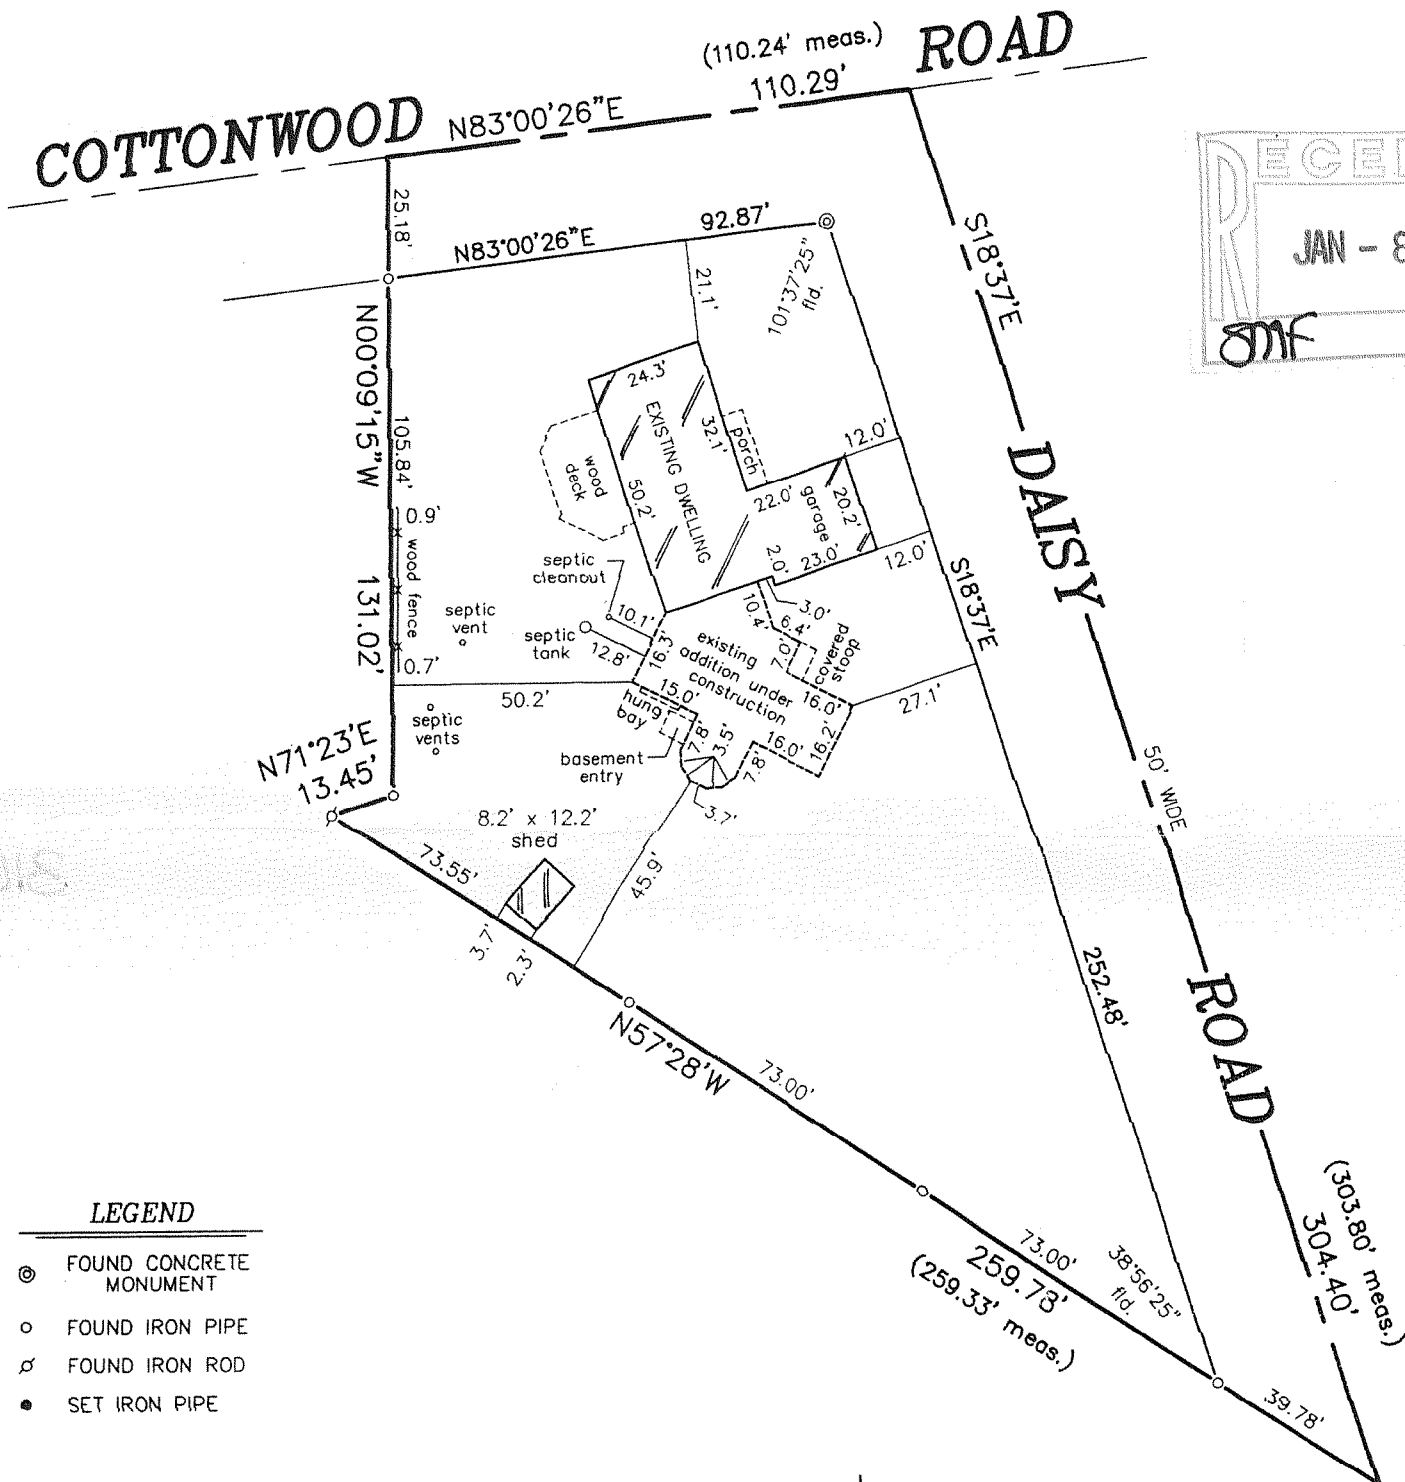 (110.24' meas.)
110.29'
COTTONWOOD
N83°00'26"E
ROAD
25.18'
N83°00'26"E
92.87'
S18°37'E
JAN - 8
SMF
21.1'
101°37'25"
fld.
N00°09'15"W
105.84'
131.02'
0.9'
wood fence
0.7'
24.3'
EXISTING DWELLING
32.1'
porch
wood
deck
50.2'
12.0'
22.0'
garage
20.2'
2.0'
23.0'
12.0'
DAISY
S18°37'E
septic
cleanout
septic
vent
septic
tank
10.1'
12.8'
16.3'
existing
addition under
construction
10.4'
3.0'
6.4'
7.0'
covered
stoop
16.0'
27.1'
50.2'
15.0'
hung
bay
septic
vents
7.8'
3.5'
16.0'
16.2'
7.8'
basement
entry
3.7'
N71°23'E
13.45'
8.2' x 12.2'
shed
73.55'
45.9'
3.7'
2.3'
50' WIDE
ROAD
252.48'
N57°28'W
73.00'
73.00'
259.78'
(259.33' meas.)
38°56'25"
fld.
(303.80' meas.)
304.40'
39.78'
LEGEND
FOUND CONCRETE
MONUMENT
FOUND IRON PIPE
FOUND IRON ROD
SET IRON PIPE